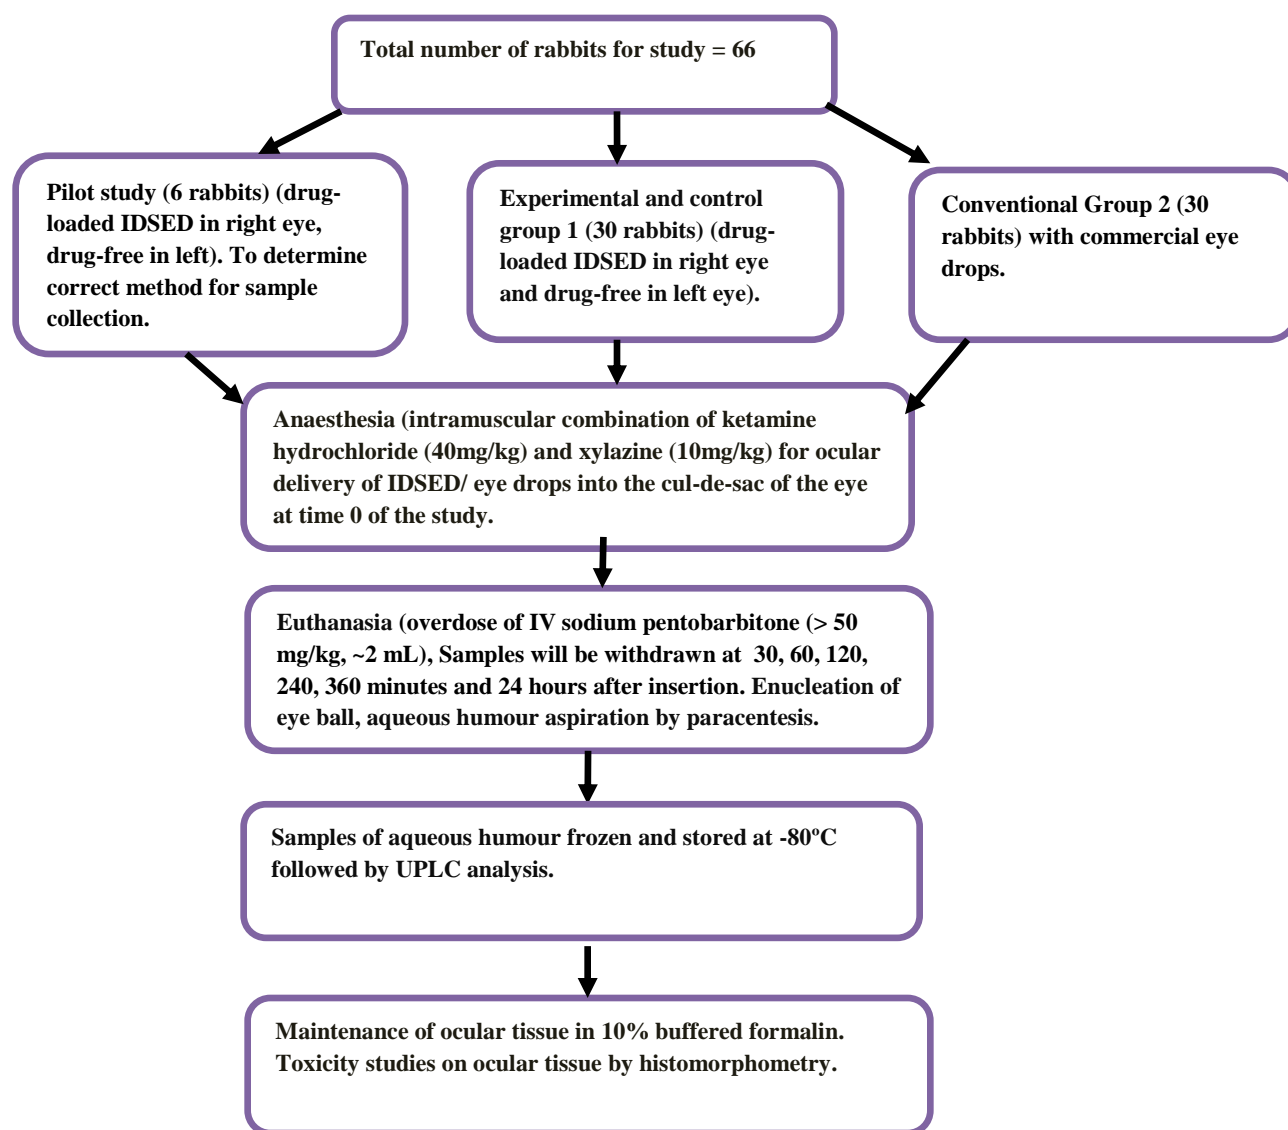 Total number of rabbits for study = 66
Pilot study (6 rabbits) (drug-
loaded IDSED in right eye,
drug-free in left). To determine
correct method for sample
collection.
Experimental and control
group 1 (30 rabbits) (drug-
loaded IDSED in right eye
and drug-free in left eye).
Conventional Group 2 (30
rabbits) with commercial eye
drops.
Anaesthesia (intramuscular combination of ketamine
hydrochloride (40mg/kg) and xylazine (10mg/kg) for ocular
delivery of IDSED/ eye drops into the cul-de-sac of the eye
at time 0 of the study.
Euthanasia (overdose of IV sodium pentobarbitone (> 50
mg/kg, ~2 mL), Samples will be withdrawn at 30, 60, 120,
240, 360 minutes and 24 hours after insertion. Enucleation of
eye ball, aqueous humour aspiration by paracentesis.
Samples of aqueous humour frozen and stored at -80ºC
followed by UPLC analysis.
Maintenance of ocular tissue in 10% buffered formalin.
Toxicity studies on ocular tissue by histomorphometry.